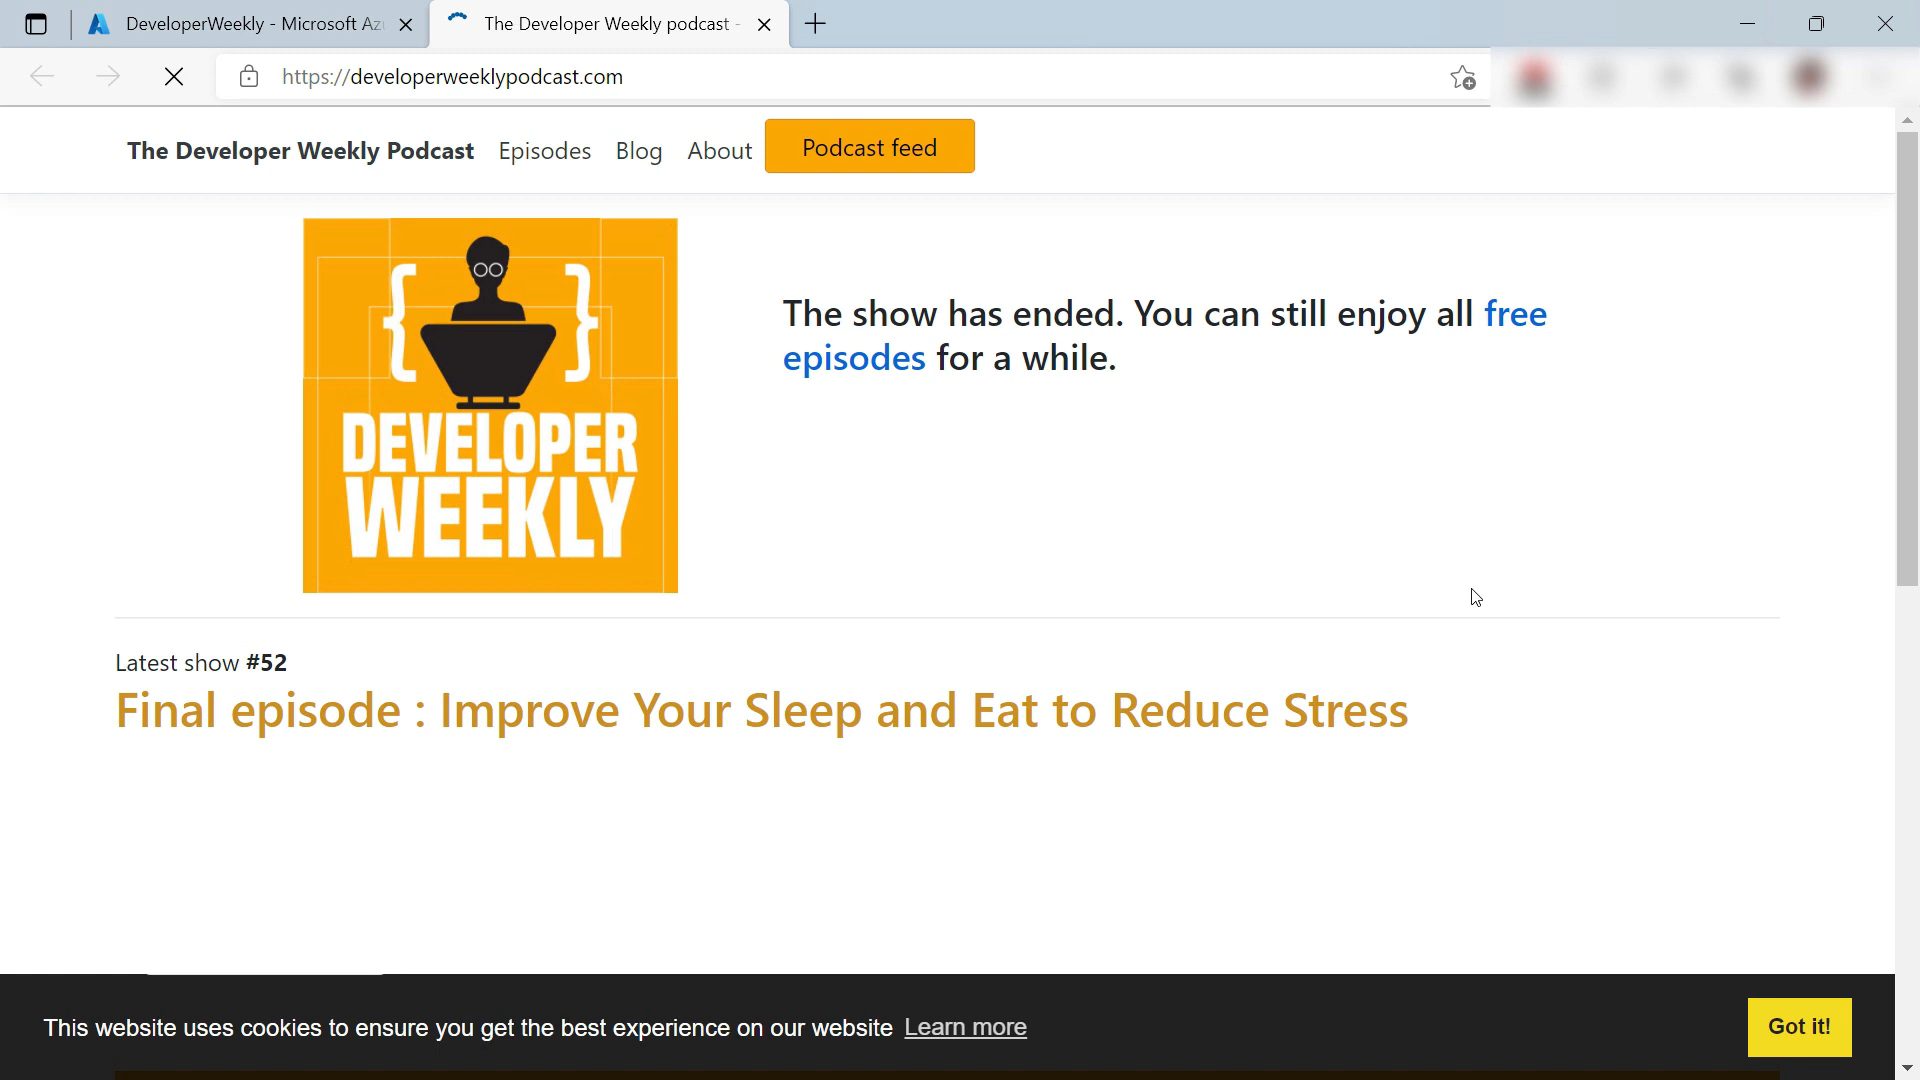 DeveloperWeekly - Microsoft Az
The Developer Weekly podcast -
https://developerweeklypodcast.com
The Developer Weekly Podcast Episodes Blog About Podcast feed
The show has ended. You can still enjoy all free
episodes for a while.
{ }
DEVELOPER
WEEKLY
Latest show #52
Final episode : Improve Your Sleep and Eat to Reduce Stress
This website uses cookies to ensure you get the best experience on our website Learn more
Got it!